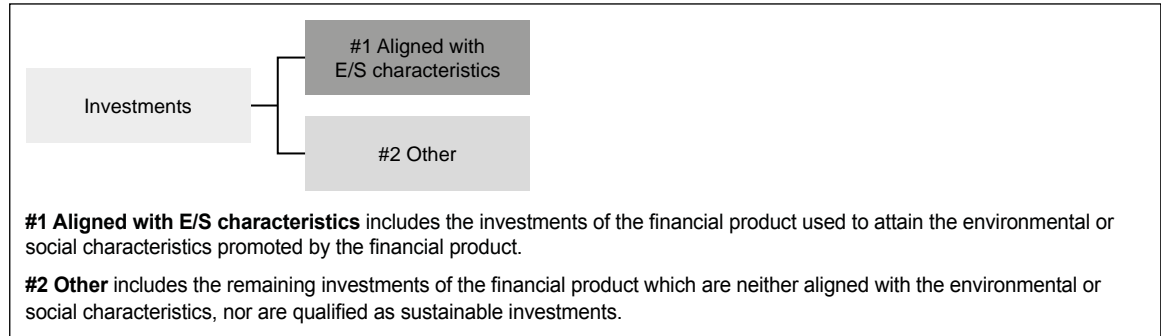 #1 Aligned with
E/S characteristics
Investments
#2 Other
#1 Aligned with E/S characteristics includes the investments of the financial product used to attain the environmental or
social characteristics promoted by the financial product.
#2 Other includes the remaining investments of the financial product which are neither aligned with the environmental or
social characteristics, nor are qualified as sustainable investments.